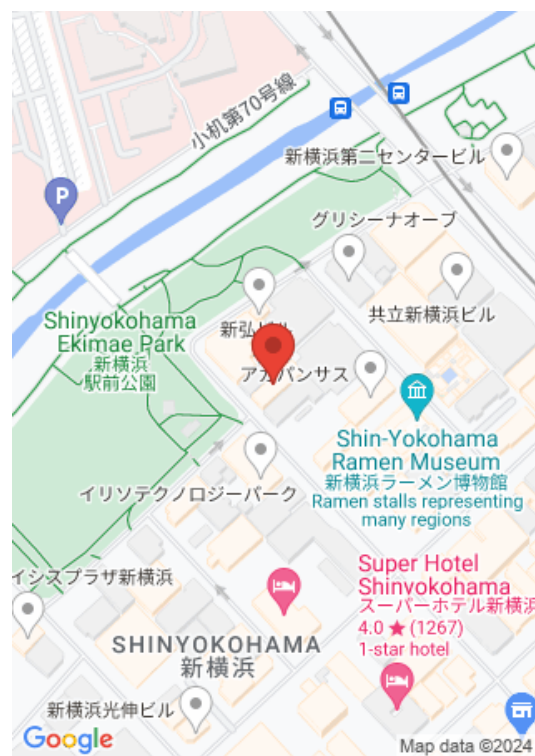 小机第70号線
P
新横浜第二センタービル
グリシーナオーブ
Shinyokohama
Ekimae Park
新横浜
駅前公園
新弘
共立新横浜ビル
アガパンサス
Shin-Yokohama
Ramen Museum
新横浜ラーメン博物館
Ramen stalls representing
many regions
イリソテクノロジーパーク
Super Hotel
Shinyokohama
スーパーホテル新横浜
4.0 ★ (1267)
1-star hotel
イシスプラザ新横浜
SHINYOKOHAMA
新横浜
新横浜光伸ビル
Google
Map data ©2024